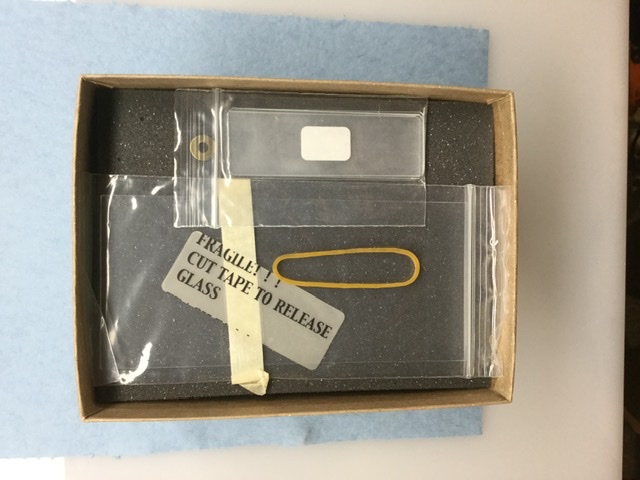 FRAGILE! ! !
CUT TAPE TO RELEASE
GLASS